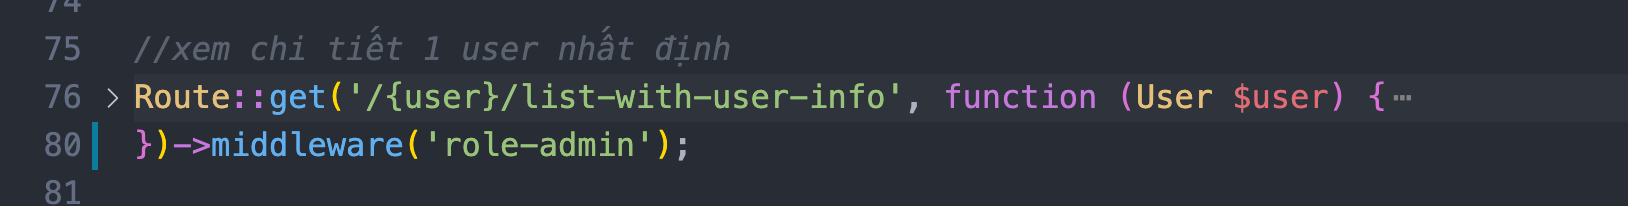 74
75 //xem chi tiết 1 user nhất định
76 Route::get('/{user}/list-with-user-info', function (User $user) {⋯
80 })->middleware('role-admin');
81